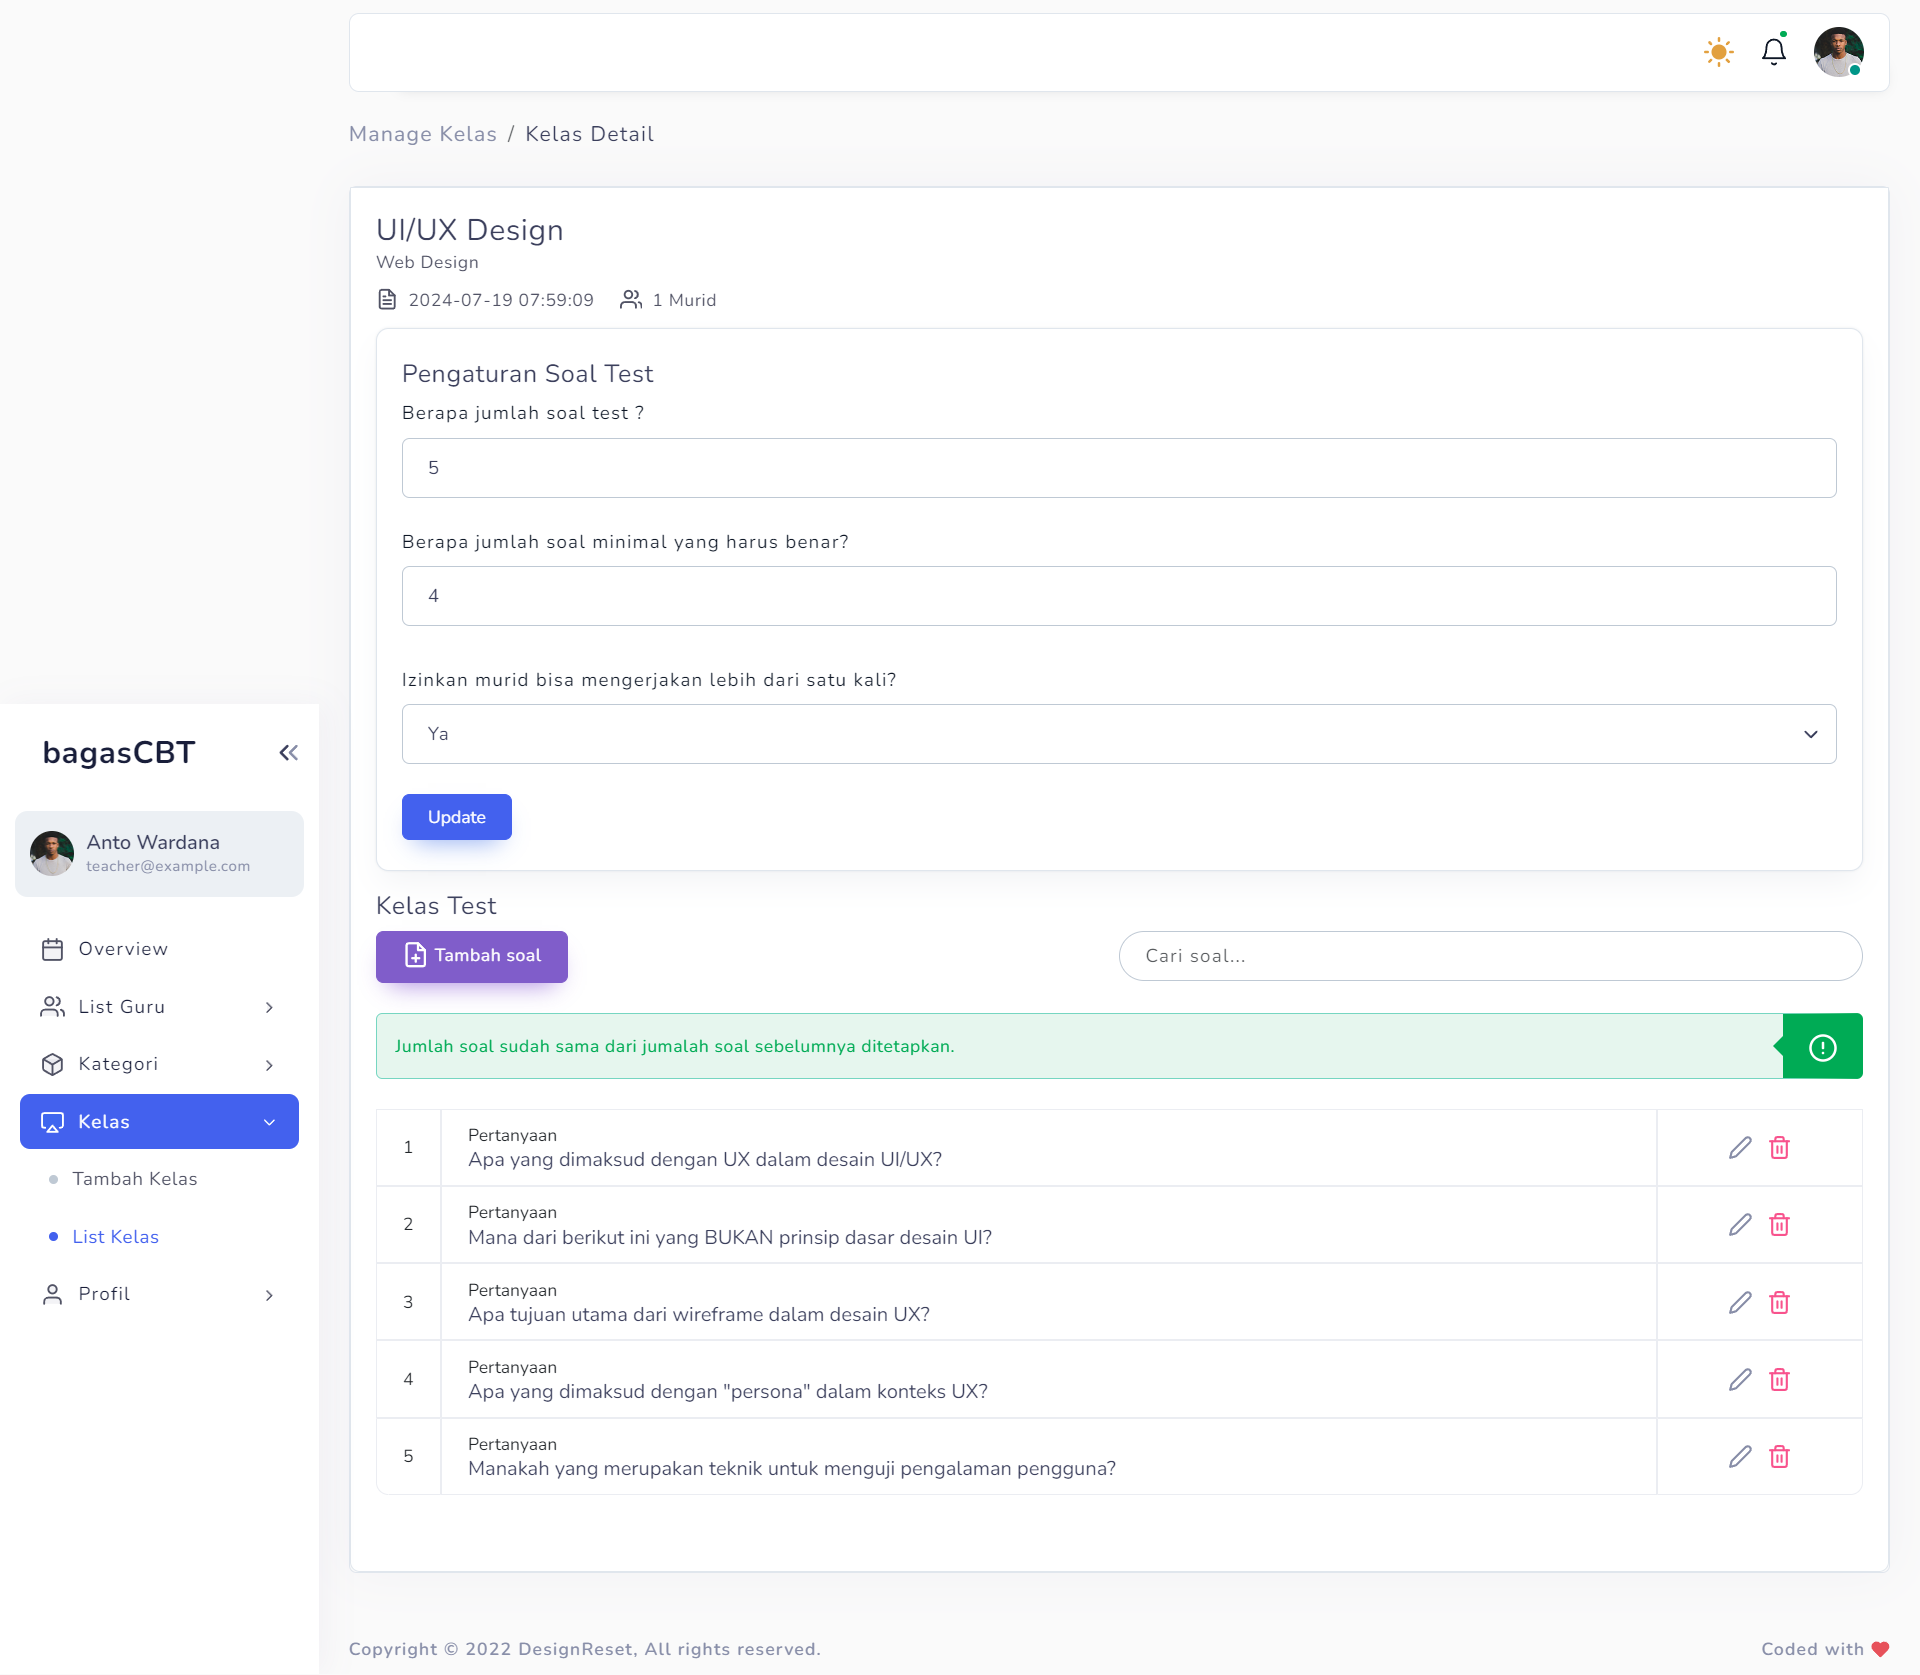 Manage Kelas / Kelas Detail
UI/UX Design
Web Design
2024-07-19 07:59:09 1 Murid
Pengaturan Soal Test
Berapa jumlah soal test ?
5
Berapa jumlah soal minimal yang harus benar?
4
Izinkan murid bisa mengerjakan lebih dari satu kali?
Ya
Update
Kelas Test
Tambah soal
Cari soal...
Jumlah soal sudah sama dari jumalah soal sebelumnya ditetapkan.
1
Pertanyaan
Apa yang dimaksud dengan UX dalam desain UI/UX?
2
Pertanyaan
Mana dari berikut ini yang BUKAN prinsip dasar desain UI?
3
Pertanyaan
Apa tujuan utama dari wireframe dalam desain UX?
4
Pertanyaan
Apa yang dimaksud dengan "persona" dalam konteks UX?
5
Pertanyaan
Manakah yang merupakan teknik untuk menguji pengalaman pengguna?
bagasCBT
Anto Wardana
teacher@example.com
Overview
List Guru
Kategori
Kelas
Tambah Kelas
List Kelas
Profil
Copyright © 2022 DesignReset, All rights reserved.
Coded with